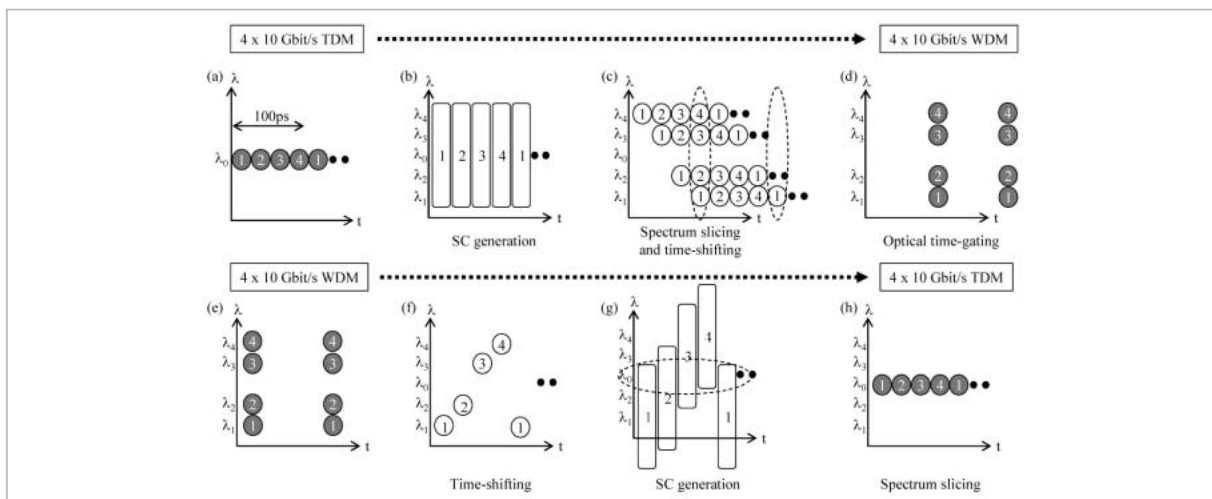 4 x 10 Gbit/s TDM
4 x 10 Gbit/s WDM
(a)
λ
100ps
λ0
1 2 3 4 1
t
(b)
λ
λ4
λ3
λ0
λ2
λ1
1 2 3 4 1
t
SC generation
(c)
λ
λ4
λ3
λ0
λ2
λ1
1 2 3 4 1
1 2 3 4 1
1 2 3 4 1
1 2 3 4 1
t
Spectrum slicing
and time-shifting
(d)
λ
λ4
λ3
λ0
λ2
λ1
4 4
3 3
2 2
1 1
t
Optical time-gating
4 x 10 Gbit/s WDM
4 x 10 Gbit/s TDM
(e)
λ
λ4
λ3
λ0
λ2
λ1
4 4
3 3
2 2
1 1
t
(f)
λ
λ4
λ3
λ0
λ2
λ1
4
3
2
1 1
t
Time-shifting
(g)
λ
λ4
λ3
λ0
λ2
λ1
4
3
2
1 1
t
SC generation
(h)
λ
λ4
λ3
λ0
λ2
λ1
1 2 3 4 1
t
Spectrum slicing